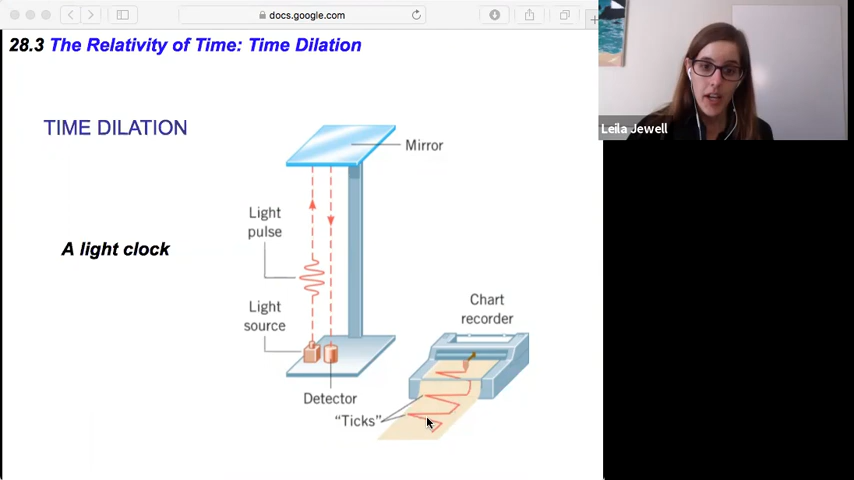 docs.google.com
28.3 The Relativity of Time: Time Dilation
Leila Jewell
TIME DILATION
Mirror
Light
pulse
A light clock
Light
source
Chart
recorder
Detector
"Ticks"